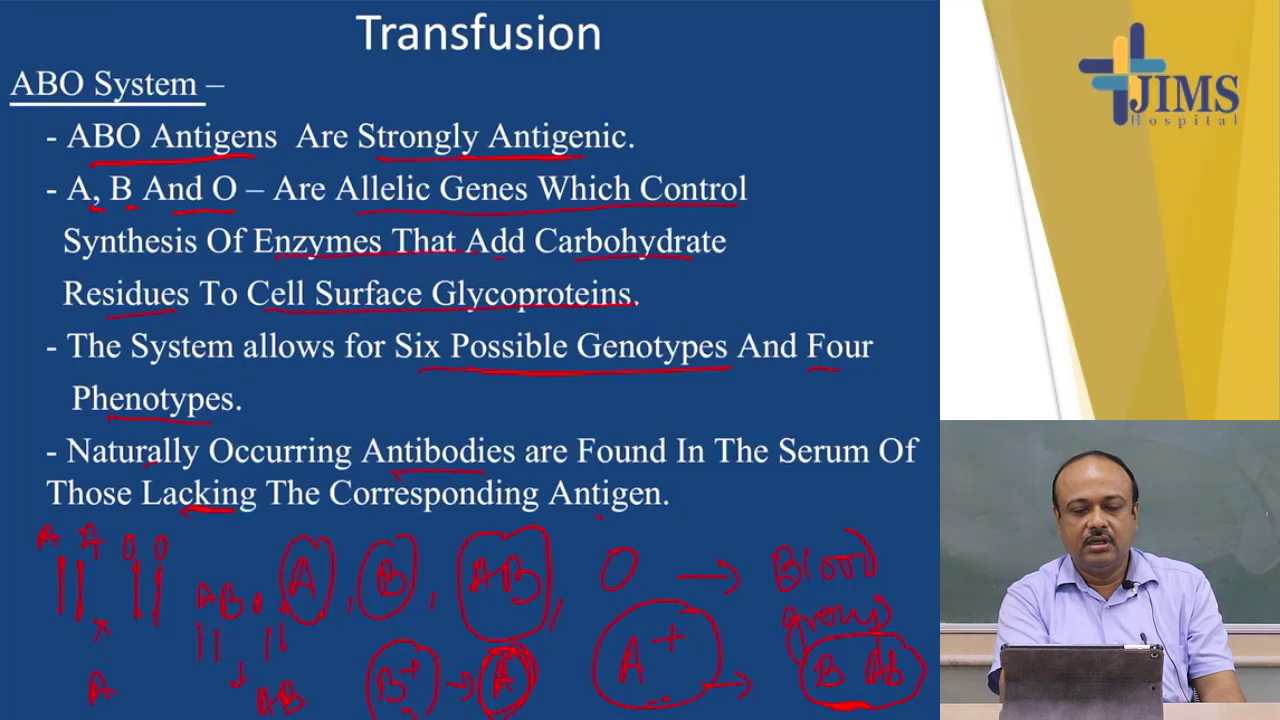 Transfusion
JIMS
Hospital
ABO System –
- ABO Antigens Are Strongly Antigenic.
- A, B And O – Are Allelic Genes Which Control
Synthesis Of Enzymes That Add Carbohydrate
Residues To Cell Surface Glycoproteins.
- The System allows for Six Possible Genotypes And Four
Phenotypes.
- Naturally Occurring Antibodies are Found In The Serum Of
Those Lacking The Corresponding Antigen.
A A O O
A B
A , B , AB , O → Blood
group
A
AB
B+ → A
A+ → B Ab